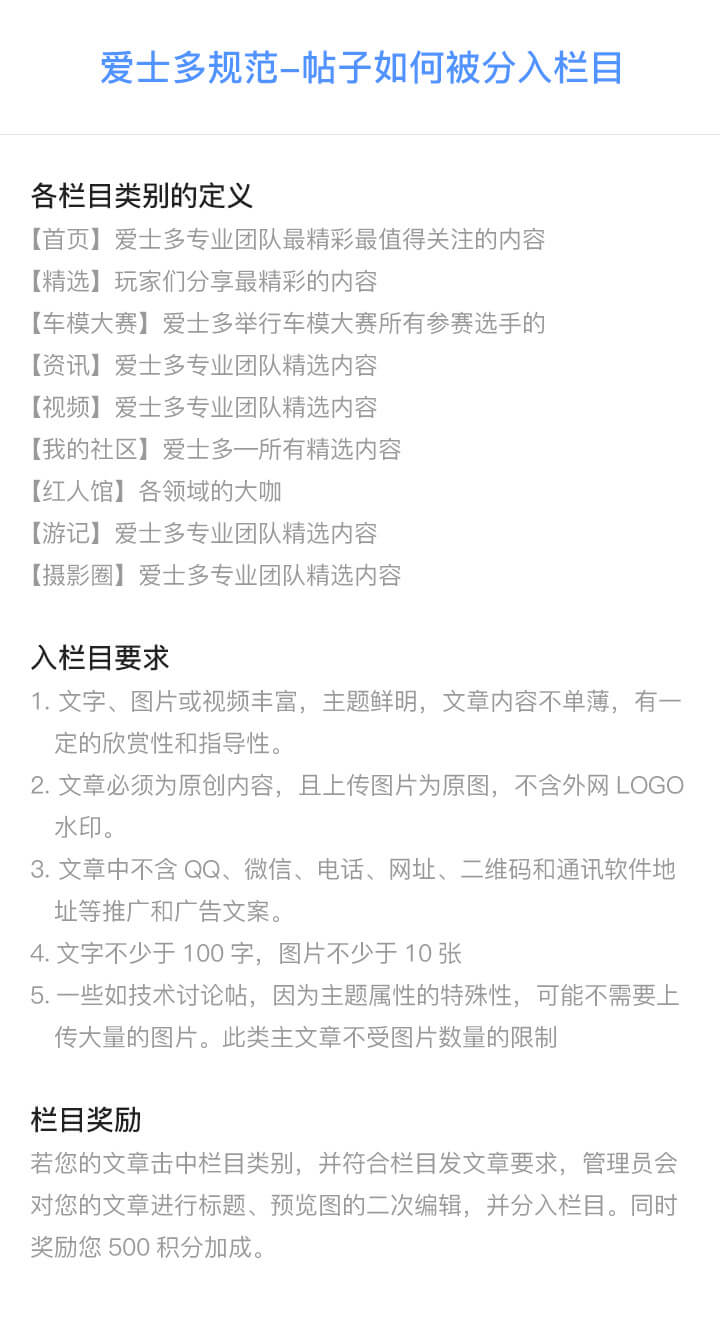 爱士多规范-帖子如何被分入栏目
各栏目类别的定义
【首页】爱士多专业团队最精彩最值得关注的内容
【精选】玩家们分享最精彩的内容
【车模大赛】爱士多举行车模大赛所有参赛选手的
【资讯】爱士多专业团队精选内容
【视频】爱士多专业团队精选内容
【我的社区】爱士多一所有精选内容
【红人馆】各领域的大咖
【游记】爱士多专业团队精选内容
【摄影圈】爱士多专业团队精选内容
入栏目要求
1. 文字、图片或视频丰富，主题鲜明，文章内容不单薄，有一
定的欣赏性和指导性。
2. 文章必须为原创内容，且上传图片为原图，不含外网 LOGO
水印。
3. 文章中不含 QQ、微信、电话、网址、二维码和通讯软件地
址等推广和广告文案。
4. 文字不少于 100 字，图片不少于 10 张
5. 一些如技术讨论帖，因为主题属性的特殊性，可能不需要上
传大量的图片。此类主文章不受图片数量的限制
栏目奖励
若您的文章击中栏目类别，并符合栏目发文章要求，管理员会
对您的文章进行标题、预览图的二次编辑，并分入栏目。同时
奖励您 500 积分加成。